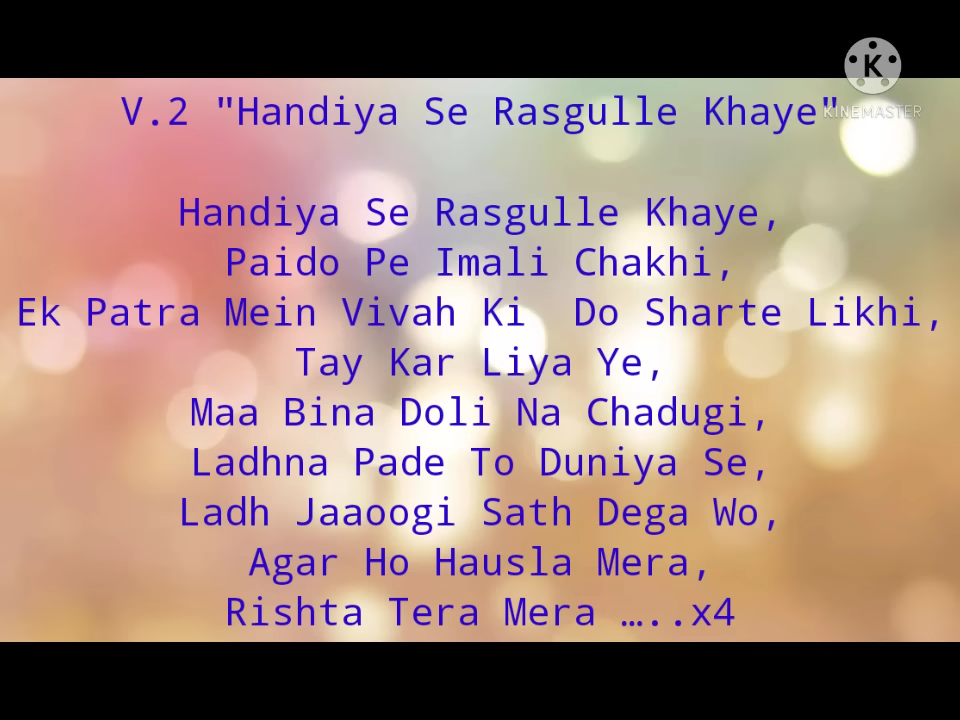 V.2 "Handiya Se Rasgulle Khaye"
K
KINEMASTER
Handiya Se Rasgulle Khaye,
Paido Pe Imali Chakhi,
Ek Patra Mein Vivah Ki  Do Sharte Likhi,
Tay Kar Liya Ye,
Maa Bina Doli Na Chadugi,
Ladhna Pade To Duniya Se,
Ladh Jaaoogi Sath Dega Wo,
Agar Ho Hausla Mera,
Rishta Tera Mera …..x4